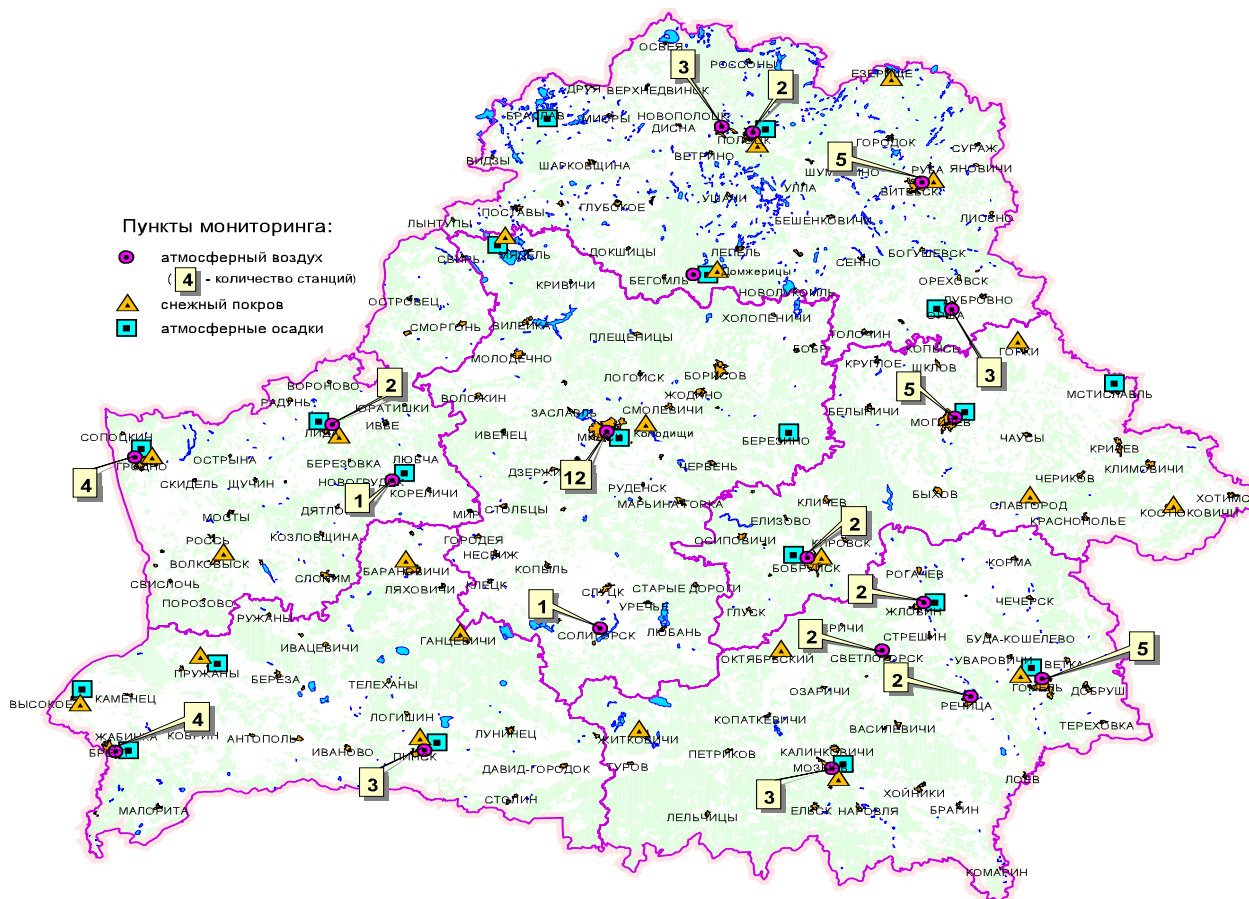 ОСВЕЯ
РОССОНЫ
3
2
ЕЗЕРИЩЕ
ДРУЯ
ВЕРХНЕДВИНСК
БРАСЛАВ
МИОРЫ
НОВОПОЛОЦК
ДИСНА
ПОЛОЦК
ГОРОДОК
СУРАЖ
ВИДЗЫ
ШАРКОВЩИНА
ВЕТРИНО
5
РУБА
ЯНОВИЧИ
УЛЛА
ВИТЕБСК
УШАЧИ
ПОСТАВЫ
ГЛУБОКОЕ
БЕШЕНКОВИЧИ
ЛИОЗНО
ЛЫНТУПЫ
Пункты мониторинга:
атмосферный воздух
(4 - количество станций)
снежный покров
атмосферные осадки
СВИРЬ
МЯДЕЛЬ
ДОКШИЦЫ
ЛЕПЕЛЬ
СЕННО
БОГУШЕВСК
БЕГОМЛЬ
Домжерицы
КРИВИЧИ
НОВОЛУКОМЛЬ
ОРЕХОВСК
ДУБРОВНО
ОСТРОВЕЦ
ОРША
СМОРГОНЬ
ВИЛЕЙКА
ХОЛОПЕНИЧИ
ПЛЕЩЕНИЦЫ
ТОЛОЧИН
БОБР
КОПЫСЬ
ГОРКИ
МОЛОДЕЧНО
КРУГЛОЕ
ШКЛОВ
3
ЛОГОЙСК
БОРИСОВ
2
ВОРОНОВО
5
МСТИСЛАВЛЬ
РАДУНЬ
ЮРАТИШКИ
ВОЛОЖИН
ЖОДИНО
ЗАСЛАВЛЬ
СМОЛЕВИЧИ
БЕЛЫНИЧИ
ЛИДА
ИВЬЕ
МОГИЛЕВ
СОПОЦКИН
ИВЕНЕЦ
МИНСК
Колодищи
БЕРЕЗИНО
ЧАУСЫ
КРИЧЕВ
ГРОДНО
ОСТРЫНА
БЕРЕЗОВКА
ЛЮБЧА
ЧЕРВЕНЬ
КЛИМОВИЧИ
4
СКИДЕЛЬ
ЩУЧИН
НОВОГРУДОК
12
ЧЕРИКОВ
1
КОРЕЛИЧИ
РУДЕНСК
БЫХОВ
ХОТИМСК
МАРЬИНА ГОРКА
КЛИЧЕВ
СЛАВГОРОД
КОСТЮКОВИЧИ
МОСТЫ
МИР
СТОЛБЦЫ
ЕЛИЗОВО
2
КРАСНОПОЛЬЕ
РОССЬ
КОЗЛОВЩИНА
ГОРОДЕЯ
ОСИПОВИЧИ
КИРОВСК
НЕСВИЖ
ВОЛКОВЫСК
БАРАНОВИЧИ
КОПЫЛЬ
БОБРУЙСК
РОГАЧЕВ
КОРМА
СВИСЛОЧЬ
СЛОНИМ
ЛЯХОВИЧИ
КЛЕЦК
СЛУЦК
СТАРЫЕ ДОРОГИ
2
ПОРОЗОВО
1
УРЕЧЬЕ
ГЛУСК
ЖЛОБИН
ЧЕЧЕРСК
РУЖАНЫ
СОЛИГОРСК
ЛЮБАНЬ
2
СТРЕШИН
БУДА-КОШЕЛЕВО
ИВАЦЕВИЧИ
ГАНЦЕВИЧИ
ОКТЯБРЬСКИЙ
СВЕТЛОГОРСК
УВАРОВИЧИ
ВЕТКА
5
ПРУЖАНЫ
БЕРЕЗА
ТЕЛЕХАНЫ
2
ГОМЕЛЬ
ДОБРУШ
ВЫСОКОЕ
КАМЕНЕЦ
ОЗАРИЧИ
РЕЧИЦА
4
ЛОГИШИН
КОПАТКЕВИЧИ
ВАСИЛЕВИЧИ
ТЕРЕХОВКА
ЖАБИНКА
КОБРИН
АНТОПОЛЬ
ЛУНИНЕЦ
ЖИТКОВИЧИ
ИВАНОВО
ПИНСК
ПЕТРИКОВ
КАЛИНКОВИЧИ
ТУРОВ
МОЗЫРЬ
3
ДАВИД-ГОРОДОК
3
ЛОЕВ
ХОЙНИКИ
МАЛОРИТА
СТОЛИН
ЕЛЬСК
НАРОВЛЯ
БРАГИН
ЛЕЛЬЧИЦЫ
КОМАРИН